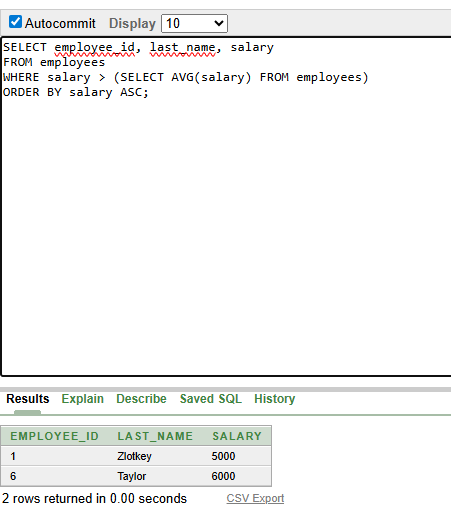 Autocommit Display 10
SELECT employee_id, last_name, salary
FROM employees
WHERE salary > (SELECT AVG(salary) FROM employees)
ORDER BY salary ASC;
Results Explain Describe Saved SQL History
EMPLOYEE_ID LAST_NAME SALARY
1 Zlotkey 5000
6 Taylor 6000
2 rows returned in 0.00 seconds CSV Export